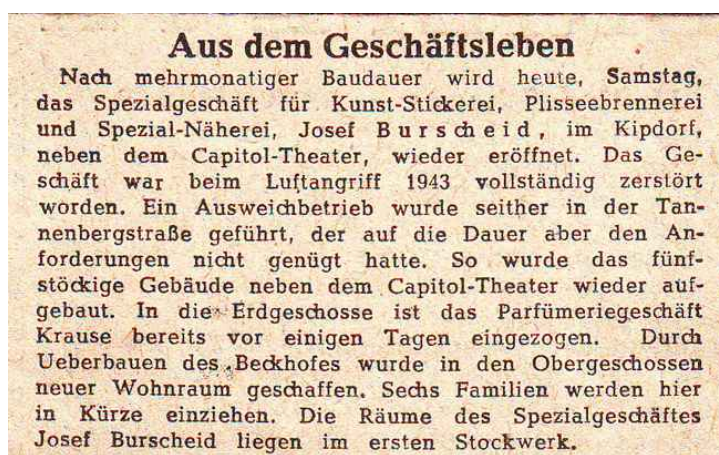 Aus dem Geschäftsleben
Nach mehrmonatiger Baudauer wird heute, Samstag,
das Spezialgeschäft für Kunst-Stickerei, Plisseebrennerei
und Spezial-Näherei, Josef Burscheid, im Kipdorf,
neben dem Capitol-Theater, wieder eröffnet. Das Ge-
schäft war beim Luftangriff 1943 vollständig zerstört
worden. Ein Ausweichbetrieb wurde seither in der Tan-
nenbergstraße geführt, der auf die Dauer aber den An-
forderungen nicht genügt hatte. So wurde das fünf-
stöckige Gebäude neben dem Capitol-Theater wieder auf-
gebaut. In die Erdgeschosse ist das Parfümeriegeschäft
Krause bereits vor einigen Tagen eingezogen. Durch
Ueberbauen des Beckhofes wurde in den Obergeschossen
neuer Wohnraum geschaffen. Sechs Familien werden hier
in Kürze einziehen. Die Räume des Spezialgeschäftes
Josef Burscheid liegen im ersten Stockwerk.